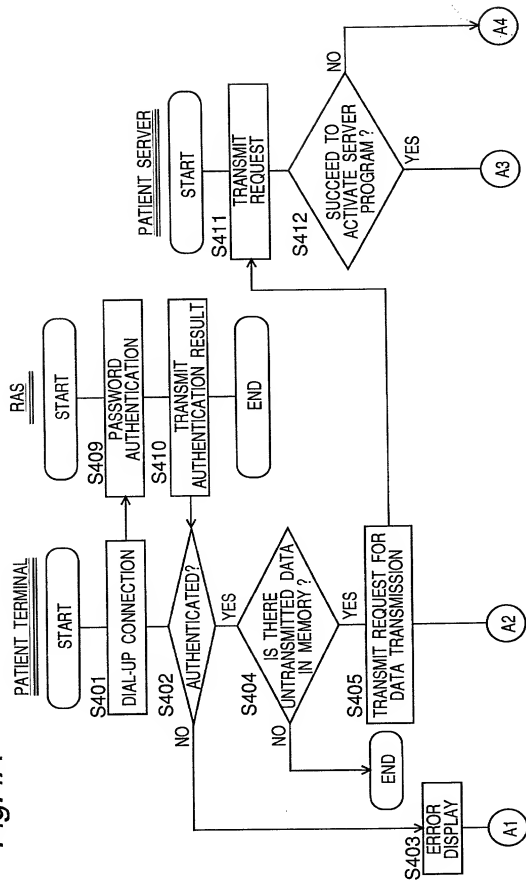 PATIENT TERMINAL
START
S401
DIAL-UP CONNECTION
S402
AUTHENTICATED?
NO
YES
S404
IS THERE
UNTRANSMITTED DATA
IN MEMORY ?
NO
YES
END
S405
TRANSMIT REQUEST FOR
DATA TRANSMISSION
S403
ERROR
DISPLAY
A1
A2
RAS
START
S409
PASSWORD
AUTHENTICATION
S410
TRANSMIT
AUTHENTICATION RESULT
END
PATIENT SERVER
START
S411
TRANSMIT
REQUEST
S412
SUCCEED TO
ACTIVATE SERVER
PROGRAM ?
NO
YES
A3
A4